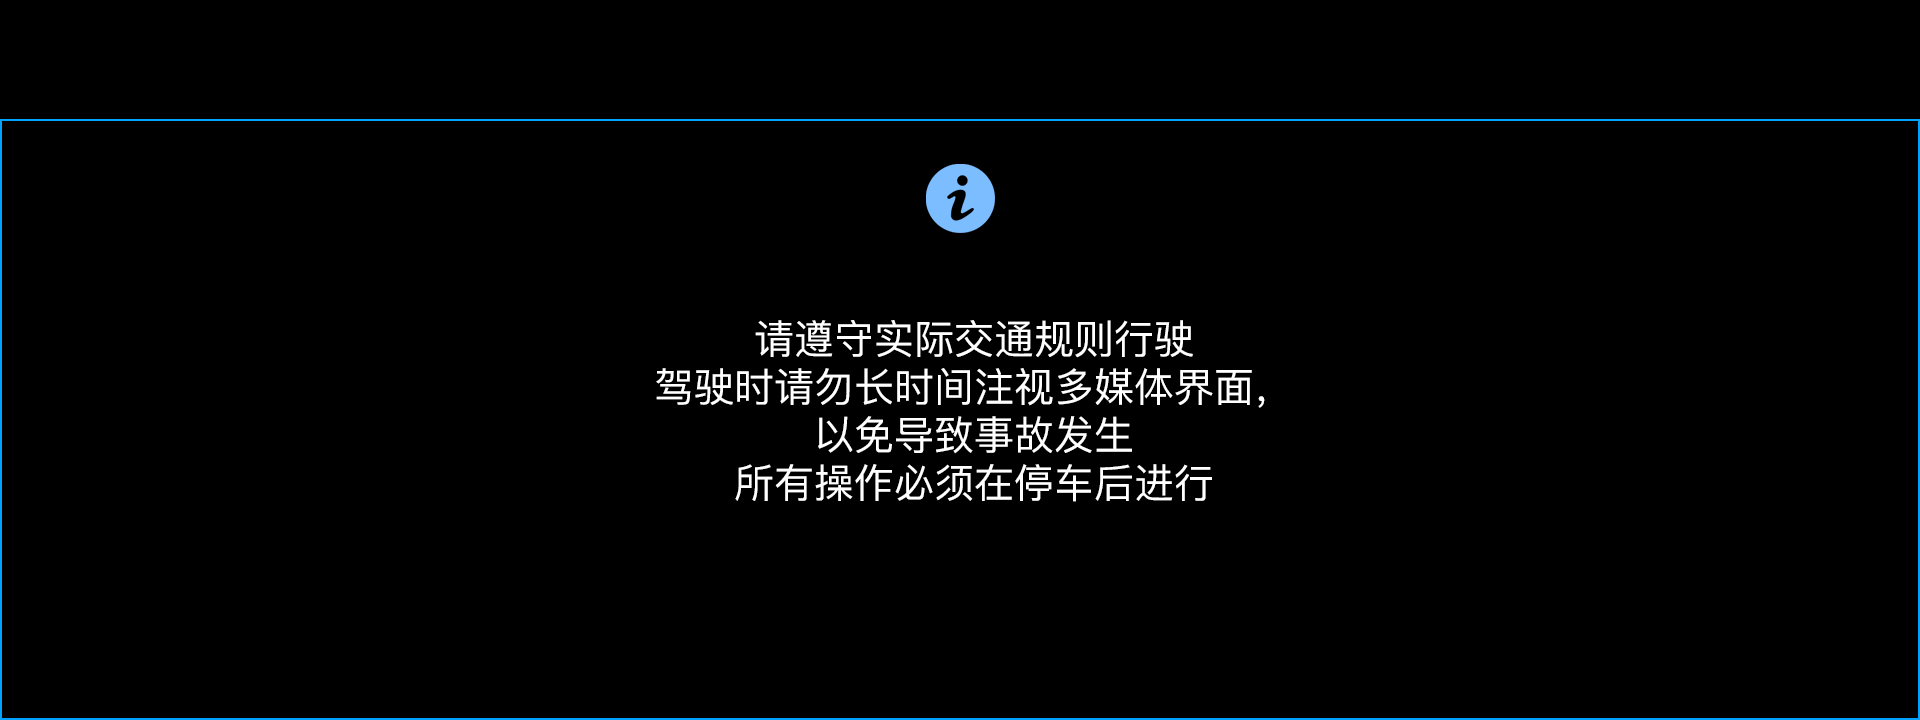 请遵守实际交通规则行驶
驾驶时请勿长时间注视多媒体界面，
以免导致事故发生
所有操作必须在停车后进行